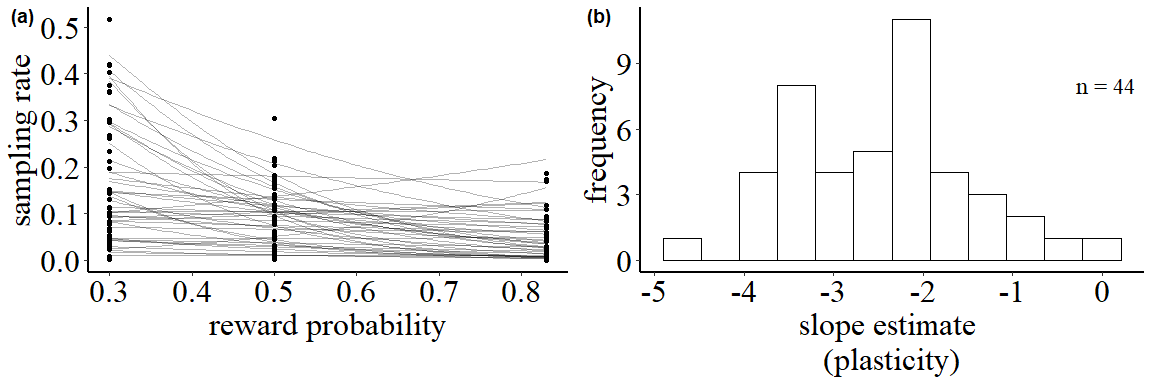 (a)
sampling rate
0.5
0.4
0.3
0.2
0.1
0.0
0.3 0.4 0.5 0.6 0.7 0.8
reward probability
(b)
frequency
9
6
3
0
n = 44
-5 -4 -3 -2 -1 0
slope estimate
(plasticity)